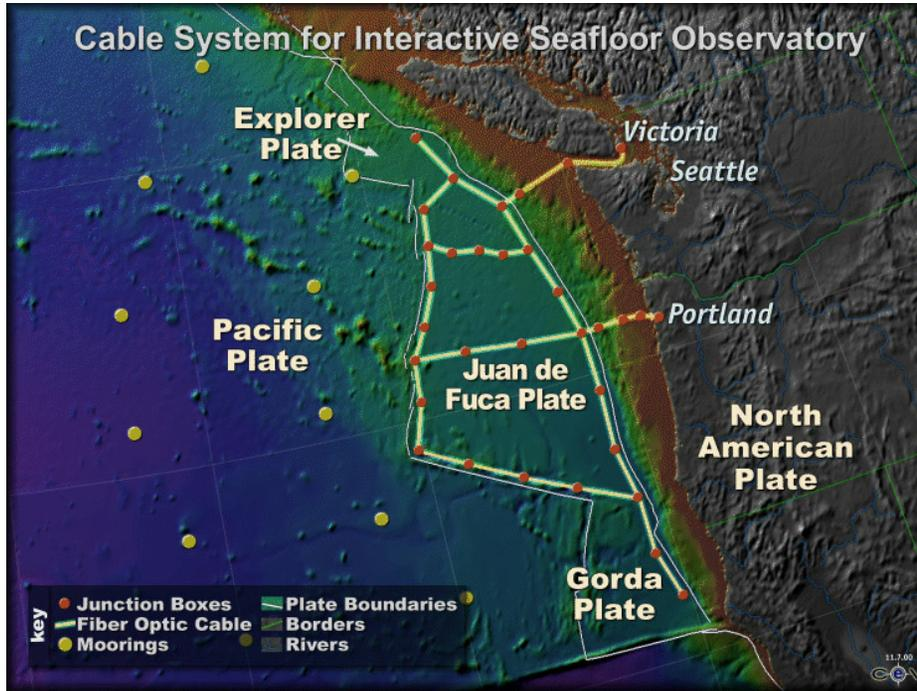 Cable System for Interactive Seafloor Observatory
Explorer
Plate
Victoria
Seattle
Portland
Pacific
Plate
Juan de
Fuca Plate
North
American
Plate
Gorda
Plate
key
Junction Boxes
Plate Boundaries
Fiber Optic Cable
Borders
Moorings
Rivers
11.7.00